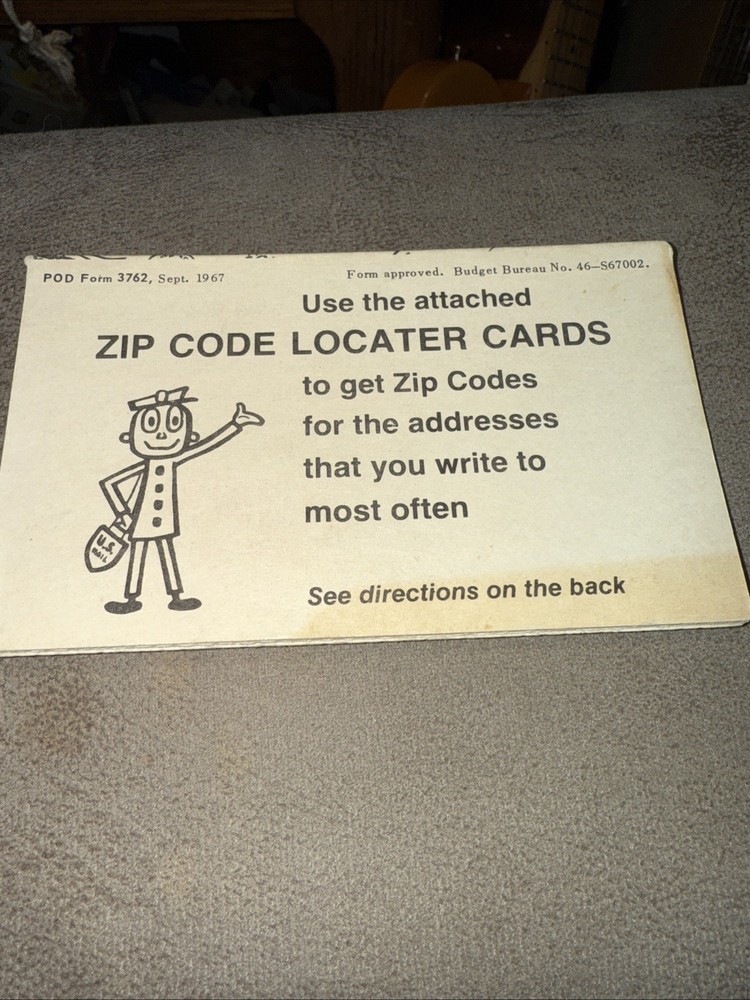 POD Form 3762, Sept. 1967
Form approved. Budget Bureau No. 46–S67002.
Use the attached
ZIP CODE LOCATER CARDS
to get Zip Codes
for the addresses
that you write to
most often
U.S.
MAIL
See directions on the back